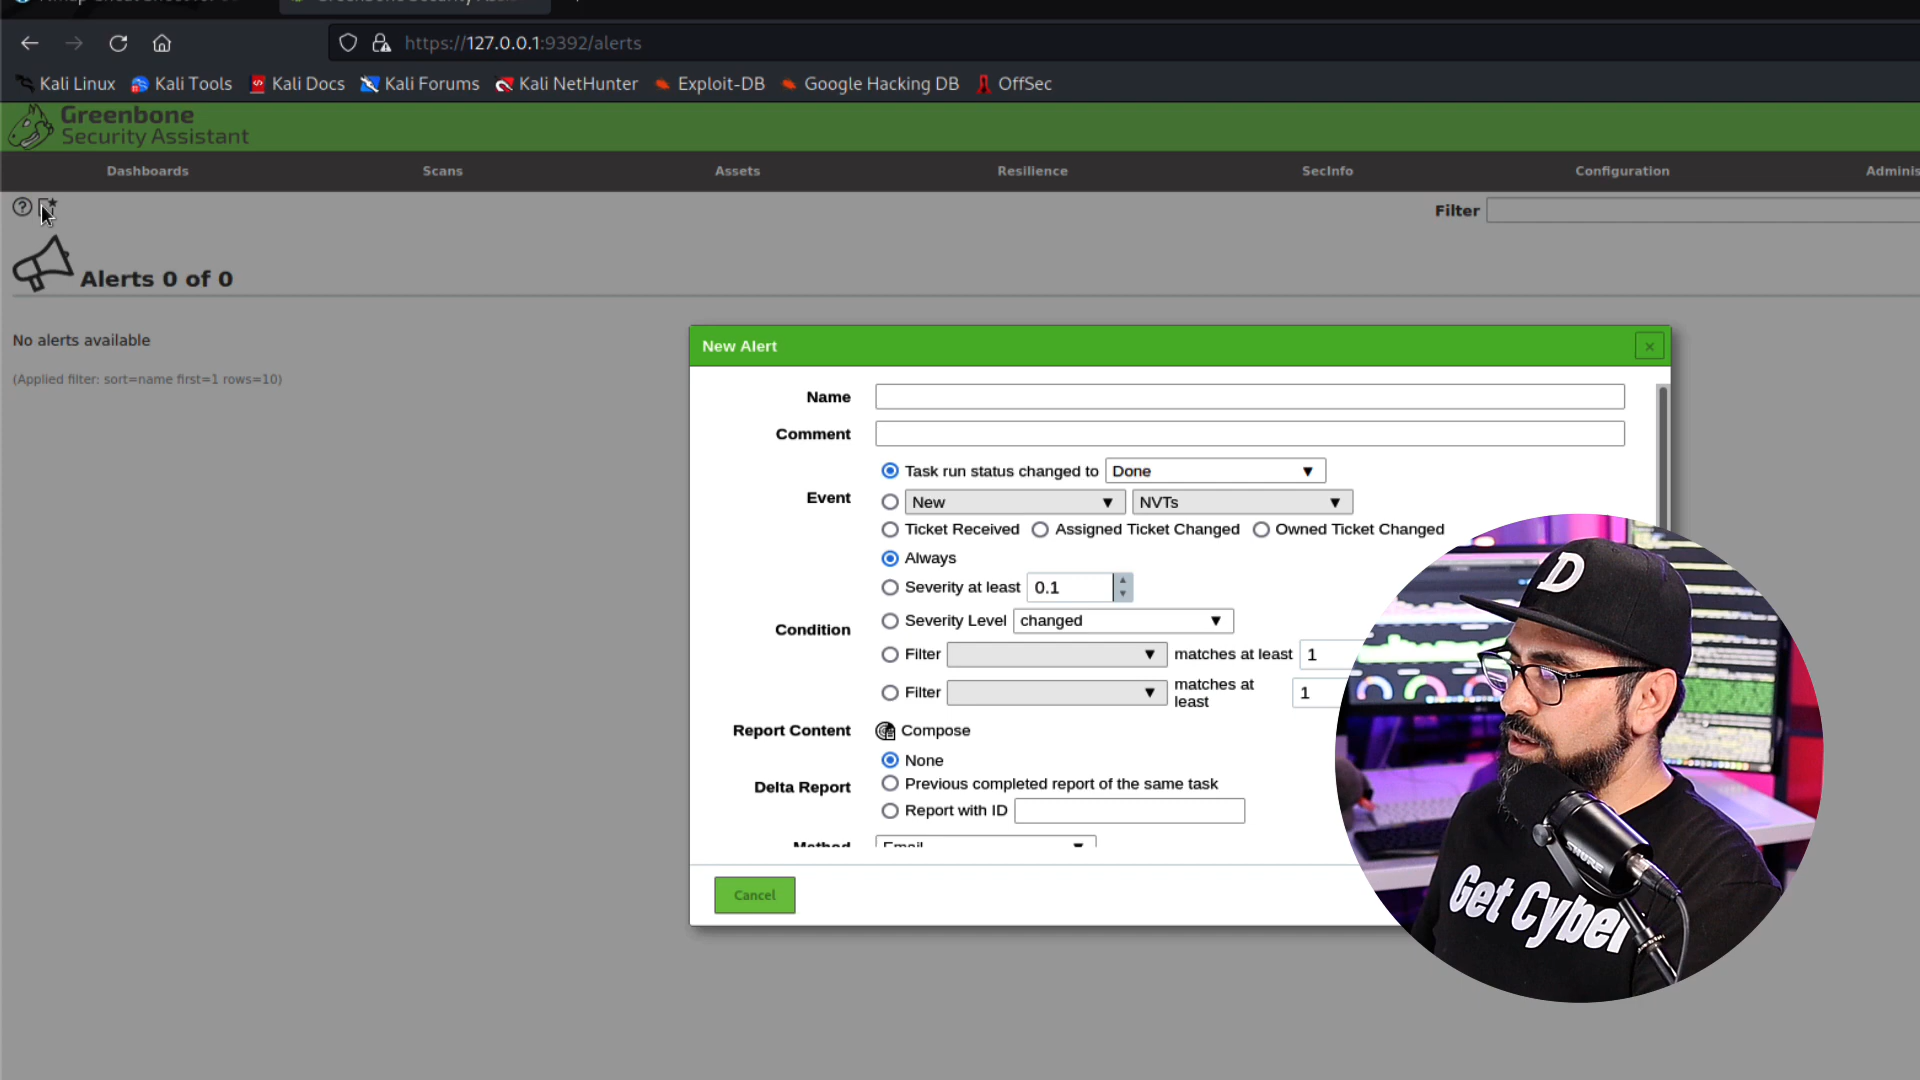 https://127.0.0.1:9392/alerts
Kali Linux Kali Tools Kali Docs Kali Forums Kali NetHunter Exploit-DB Google Hacking DB OffSec
Greenbone
Security Assistant
Dashboards Scans Assets Resilience SecInfo Configuration Adminis
Filter
Alerts 0 of 0
No alerts available
(Applied filter: sort=name first=1 rows=10)
New Alert
Name
Comment
Event
Task run status changed to Done
New NVTs
Ticket Received Assigned Ticket Changed Owned Ticket Changed
Condition
Always
Severity at least 0.1
Severity Level changed
Filter matches at least 1
Filter matches at least 1
Report Content Compose
Delta Report
None
Previous completed report of the same task
Report with ID
Method Email
Cancel
D
SHURE
Get Cyber